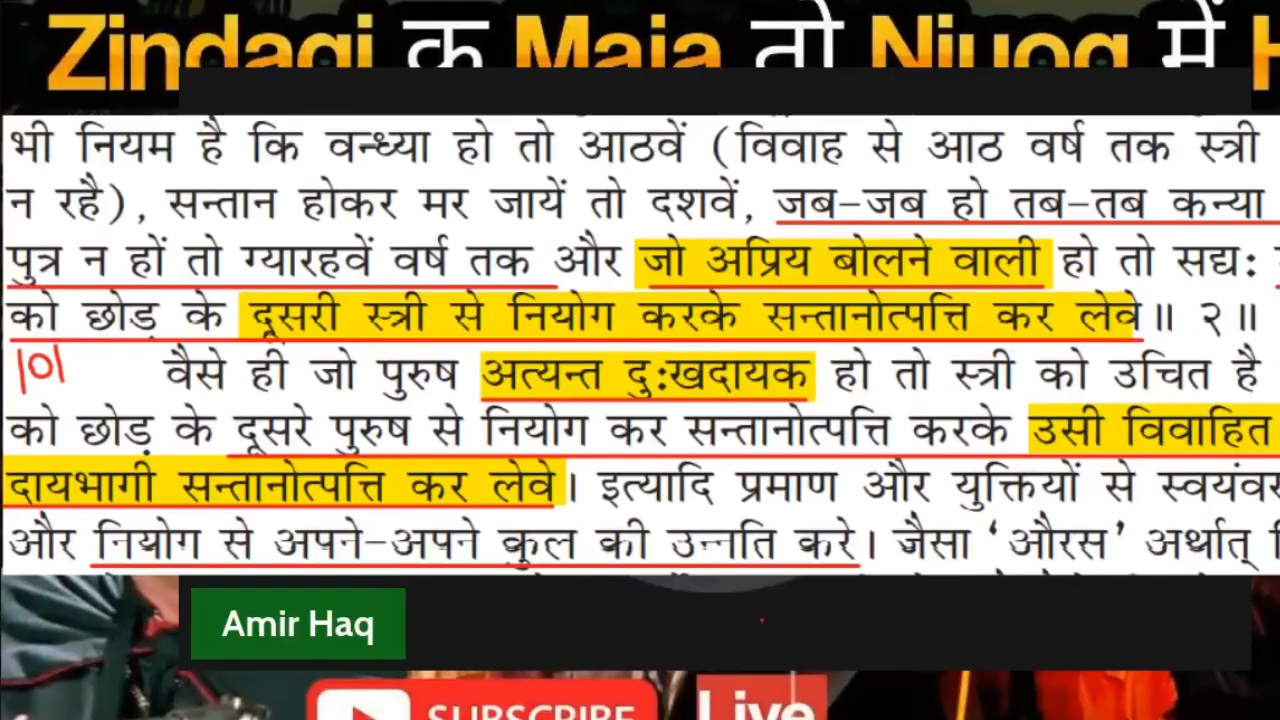 Zindagi क Maja तो Niyog में H
भी नियम है कि वन्ध्या हो तो आठवें (विवाह से आठ वर्ष तक स्त्री
न रहै), सन्तान होकर मर जायें तो दशवें, जब-जब हो तब-तब कन्या
पुत्र न हों तो ग्यारहवें वर्ष तक और जो अप्रिय बोलने वाली हो तो सद्यः
को छोड़ के दूसरी स्त्री से नियोग करके सन्तानोत्पत्ति कर लेवे॥ २॥
101
वैसे ही जो पुरुष अत्यन्त दुःखदायक हो तो स्त्री को उचित है
को छोड़ के दूसरे पुरुष से नियोग कर सन्तानोत्पत्ति करके उसी विवाहित
दायभागी सन्तानोत्पत्ति कर लेवे। इत्यादि प्रमाण और युक्तियों से स्वयंवर
और नियोग से अपने-अपने कुल की उन्नति करे। जैसा ‘औरस’ अर्थात्
Amir Haq
SUBSCRIBE
Live